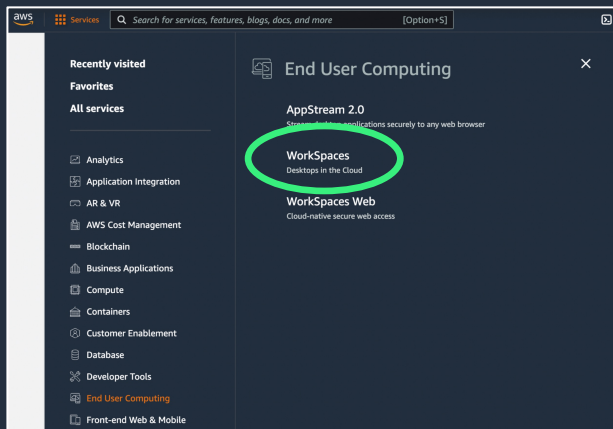 aws
Services
Search for services, features, blogs, docs, and more
[Option+S]
Recently visited
Favorites
All services
Analytics
Application Integration
AR & VR
AWS Cost Management
Blockchain
Business Applications
Compute
Containers
Customer Enablement
Database
Developer Tools
End User Computing
Front-end Web & Mobile
End User Computing
AppStream 2.0
Stream desktop applications securely to any web browser
WorkSpaces
Desktops in the Cloud
WorkSpaces Web
Cloud-native secure web access